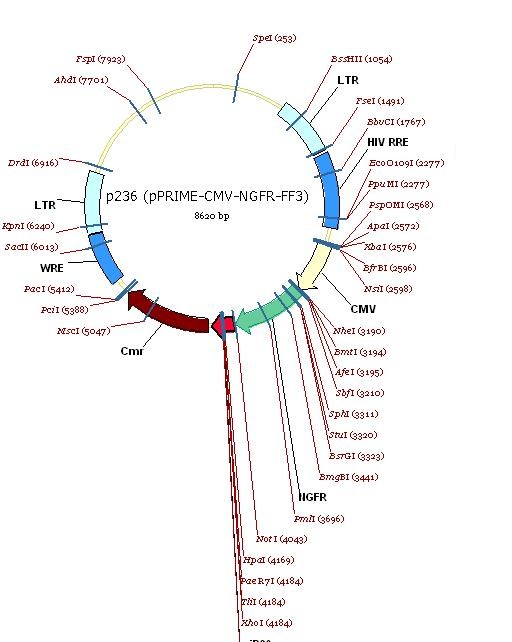 SpeI (253)
FspI (7923)
AhdI (7701)
BssHII (1054)
LTR
FseI (1491)
BbvCI (1767)
HIV RRE
EcoO109I (2277)
PpuMI (2277)
PspOMI (2568)
ApaI (2572)
XbaI (2576)
BfrBI (2596)
NsiI (2598)
CMV
NheI (3190)
BmtI (3194)
AfeI (3195)
SbfI (3210)
SphI (3311)
StuI (3320)
BsrGI (3323)
BmgBI (3441)
NGFR
PmlI (3696)
NotI (4043)
HpaI (4169)
PaeR7I (4184)
TliI (4184)
XhoI (4184)
DrdI (6916)
LTR
KpnI (6240)
SacII (6013)
WRE
PacI (5412)
PciI (5388)
MscI (5047)
Cmr
p236 (pPRIME-CMV-NGFR-FF3)
8620 bp